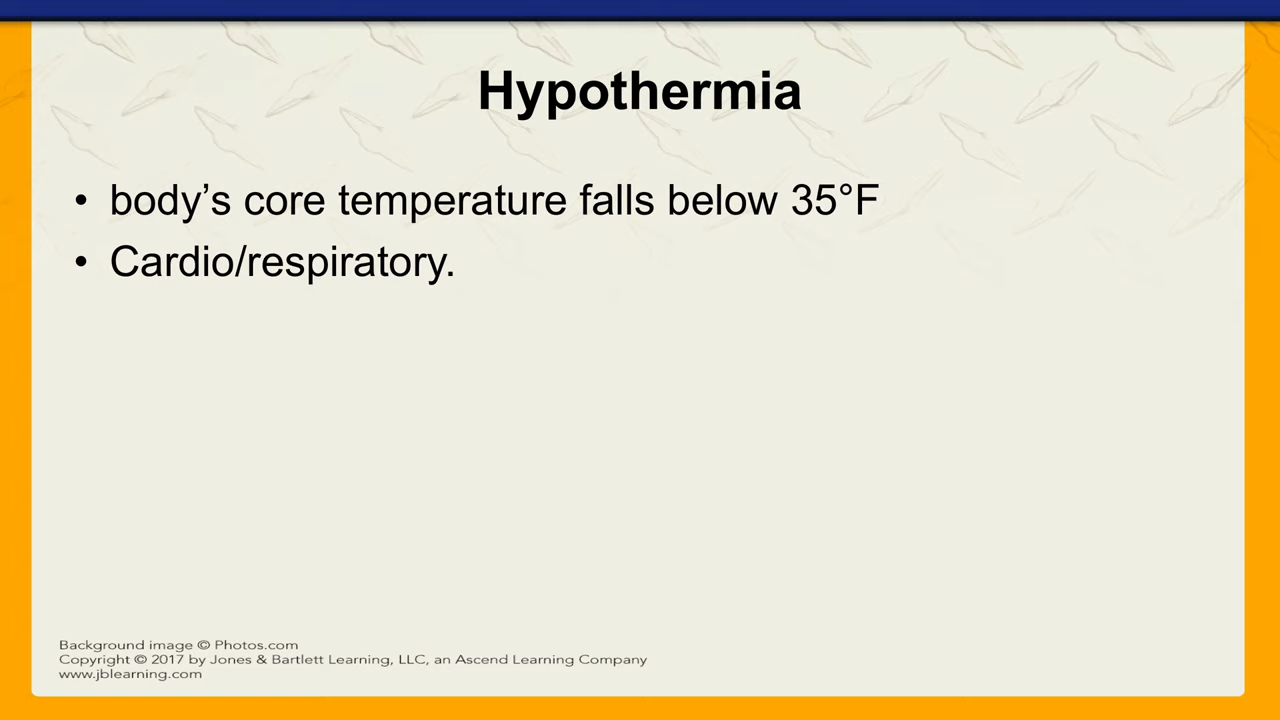 Hypothermia
• body’s core temperature falls below 35°F
• Cardio/respiratory.
Background image © Photos.com
Copyright © 2017 by Jones & Bartlett Learning, LLC, an Ascend Learning Company
www.jblearning.com